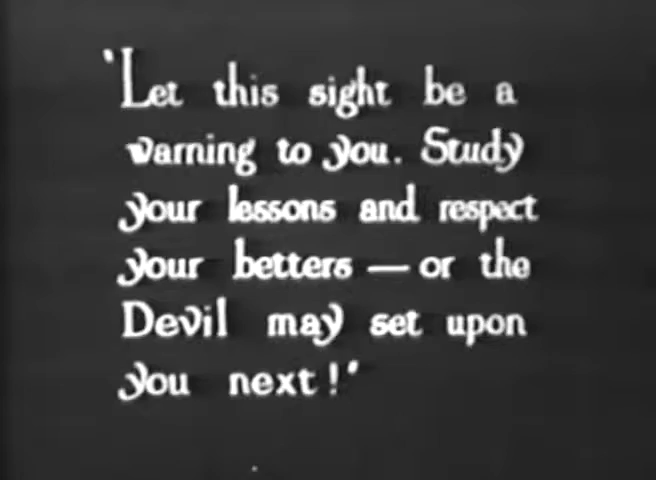 'Let this sight be a
warning to you. Study
your lessons and respect
your betters — or the
Devil may set upon
you next!'